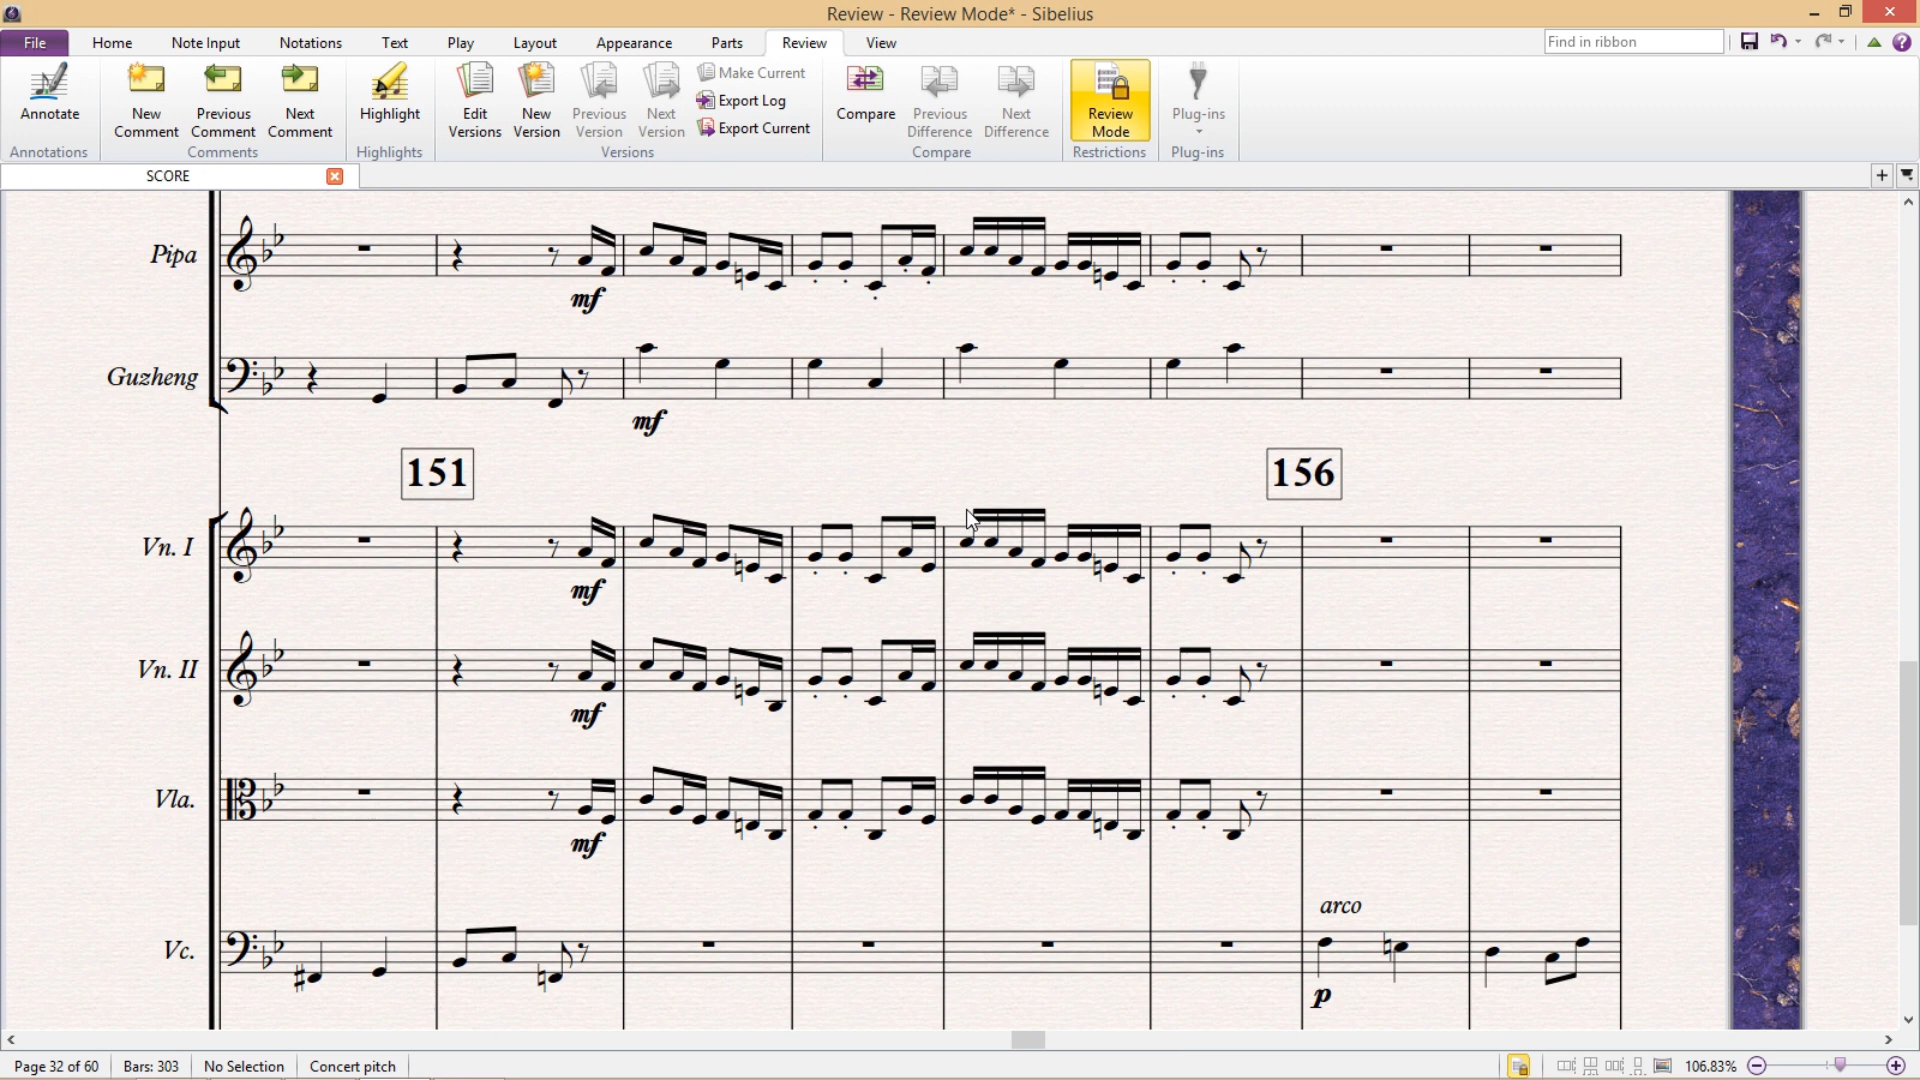 Review - Review Mode* - Sibelius
File Home Note Input Notations Text Play Layout Appearance Parts Review View Find in ribbon
Annotate New Comment Previous Comment Next Comment Highlight Edit Versions New Version Previous Version Next Version Make Current Export Log Export Current Compare Previous Difference Next Difference Review Mode Plug-ins
Annotations Comments Highlights Versions Compare Restrictions Plug-ins
SCORE
Pipa
mf
Guzheng
mf
151 156
Vn. I
mf
Vn. II
mf
Vla.
mf
arco
Vc.
p
Page 32 of 60 Bars: 303 No Selection Concert pitch 106.83%